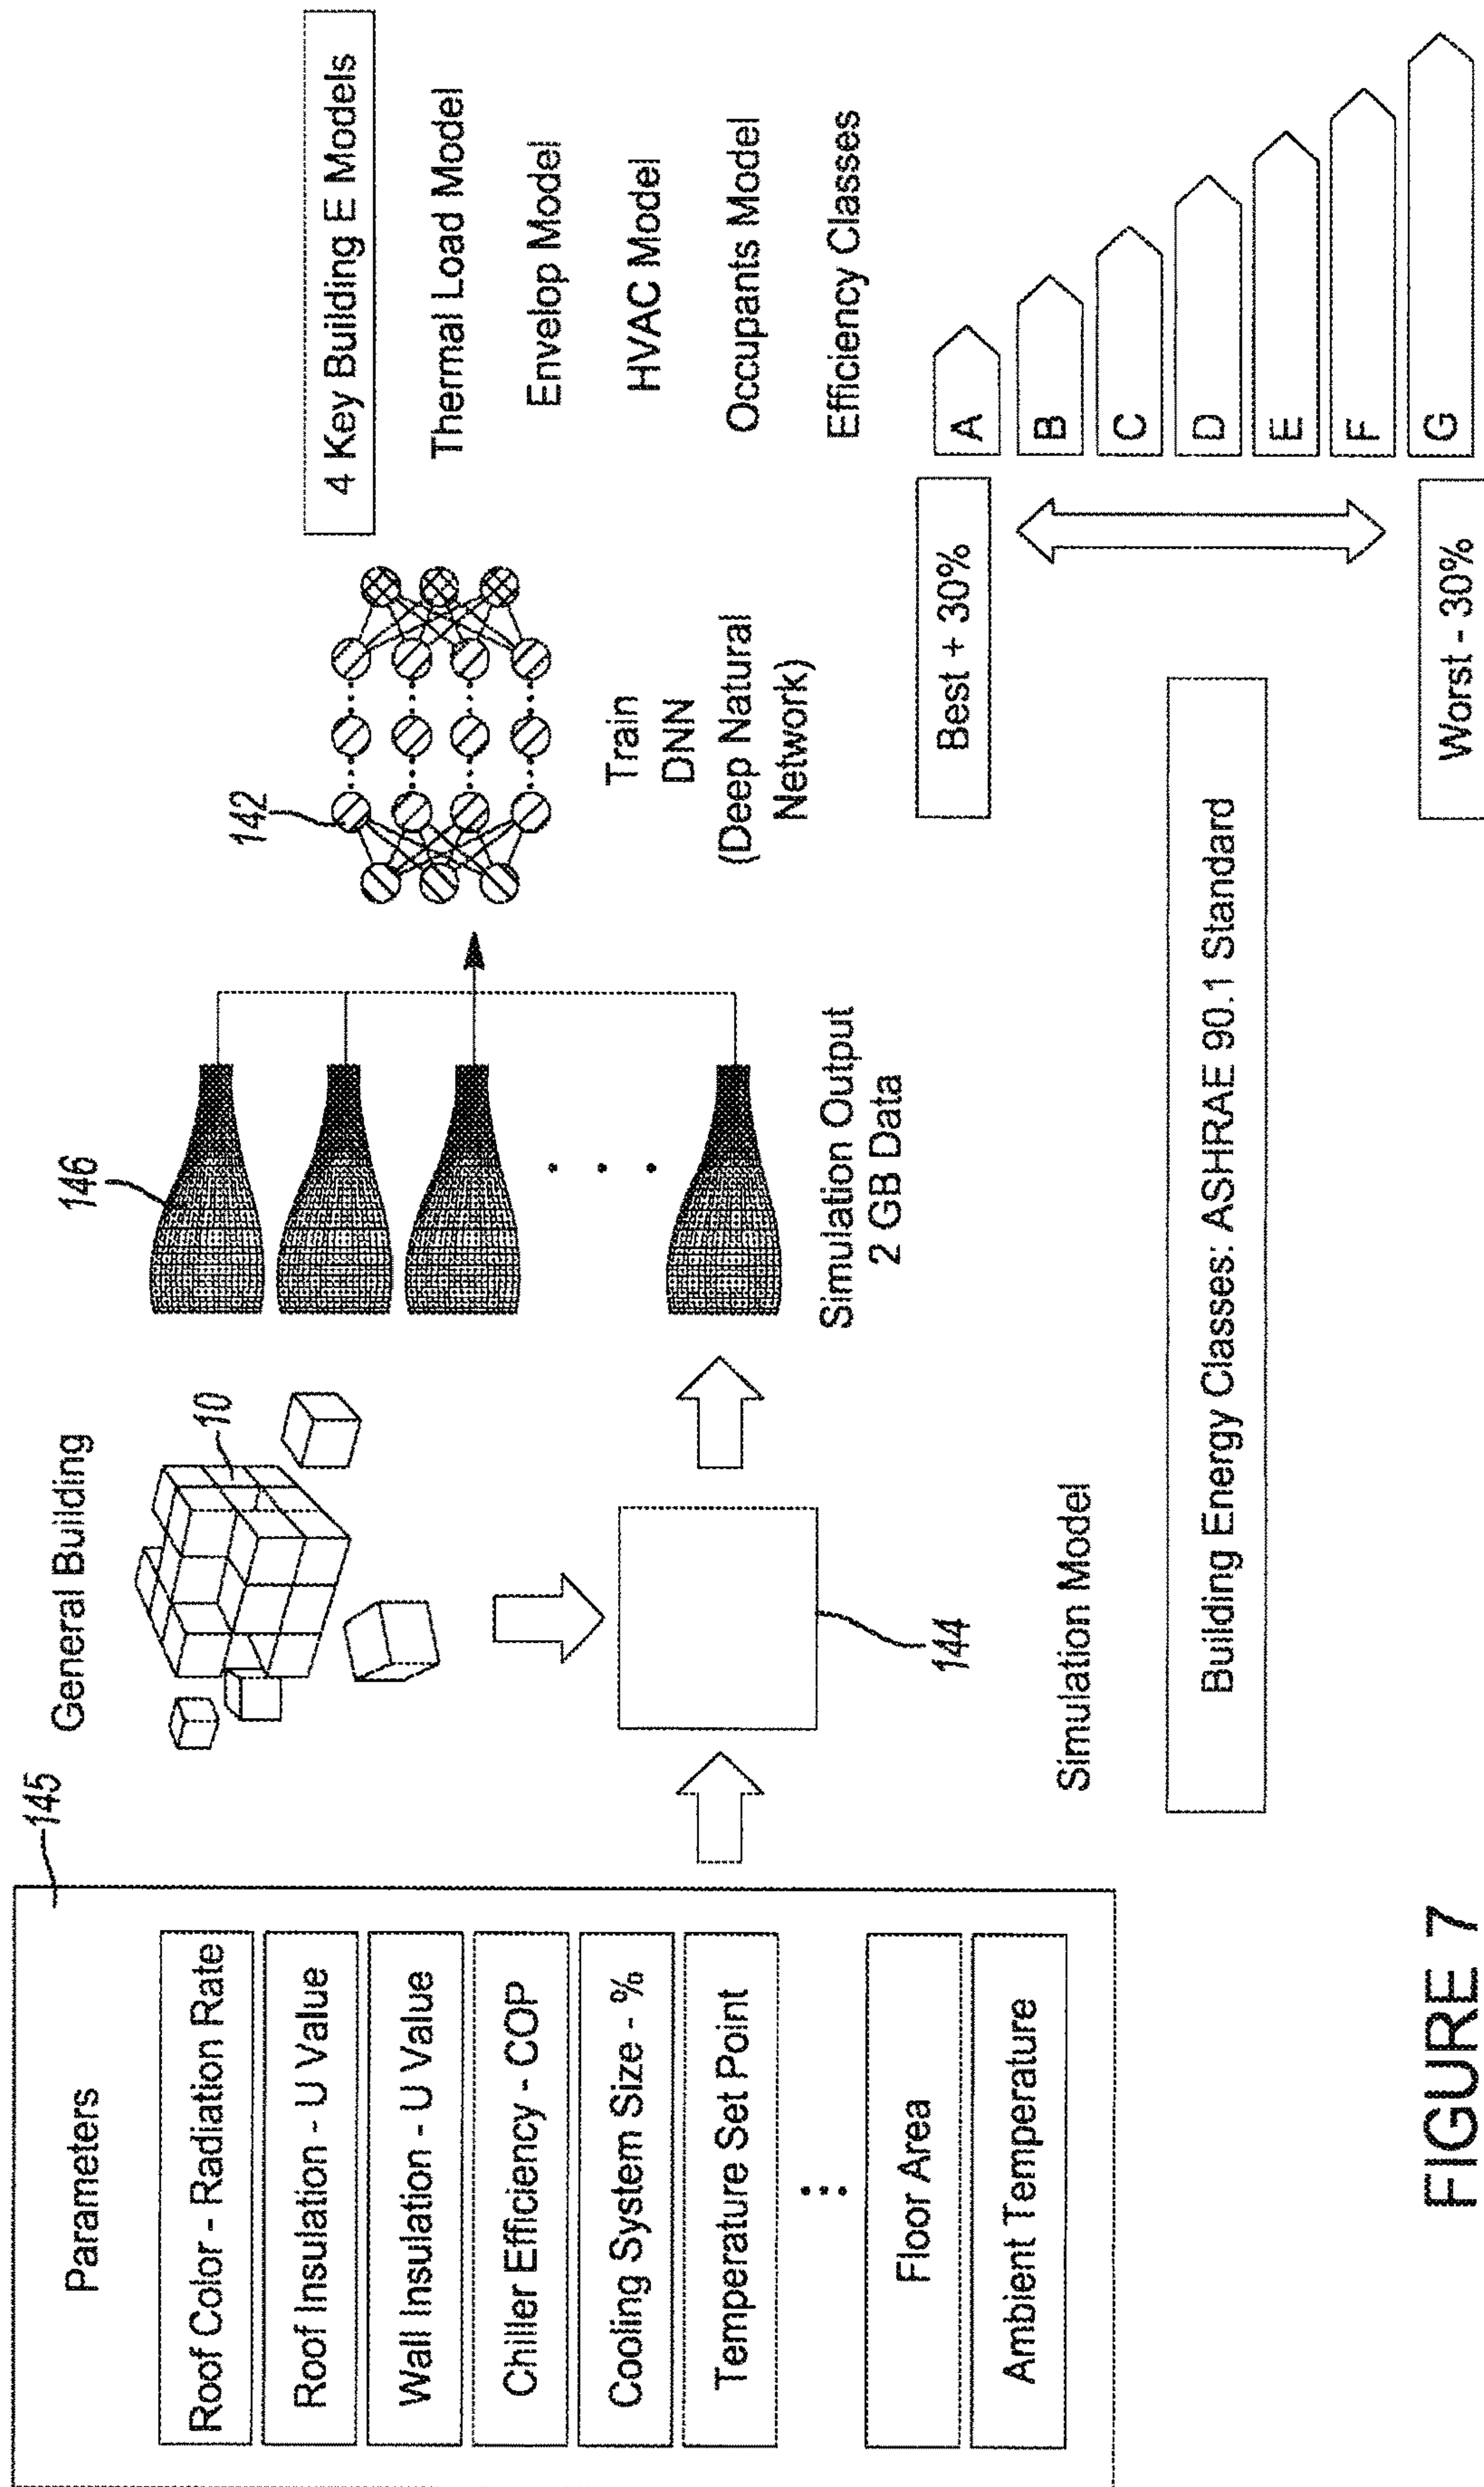 145
Parameters
Roof Color - Radiation Rate
Roof Insulation - U Value
Wall Insulation - U Value
Chiller Efficiency - COP
Cooling System Size - %
Temperature Set Point
Floor Area
Ambient Temperature
General Building
10
144
Simulation Model
146
Simulation Output
2 GB Data
142
Train
DNN
(Deep Natural
Network)
4 Key Building E Models
Thermal Load Model
Envelop Model
HVAC Model
Occupants Model
Efficiency Classes
Best + 30%
A
B
C
D
E
F
G
Worst - 30%
Building Energy Classes: ASHRAE 90.1 Standard
FIGURE 7